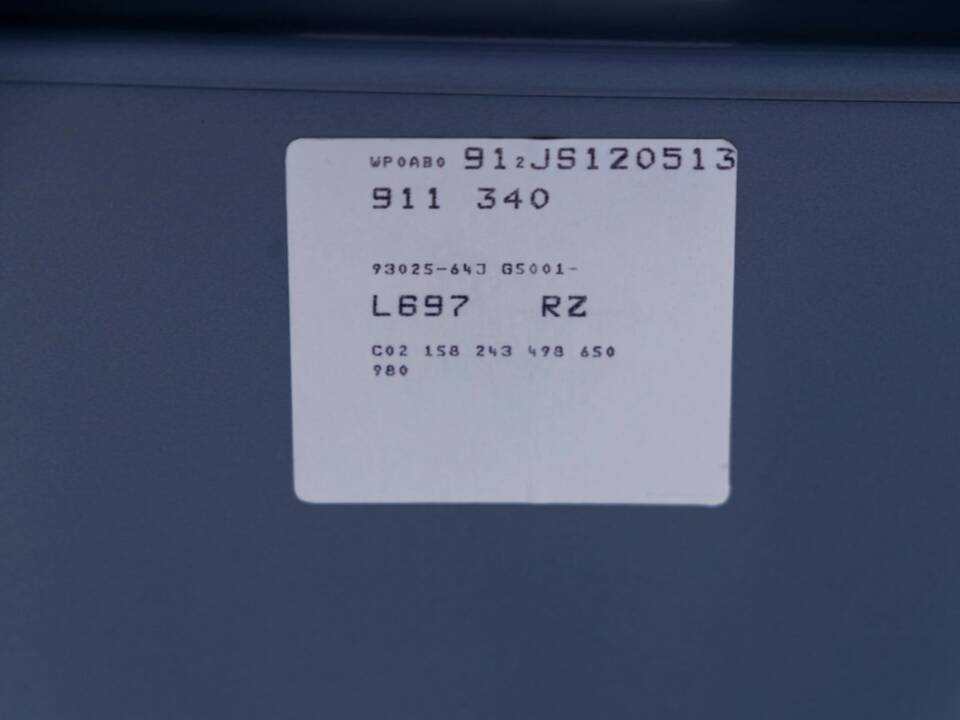 WP0AB0 912JS120513
911 340
93025-64J G5001-
L697 RZ
C02 158 243 498 650
980